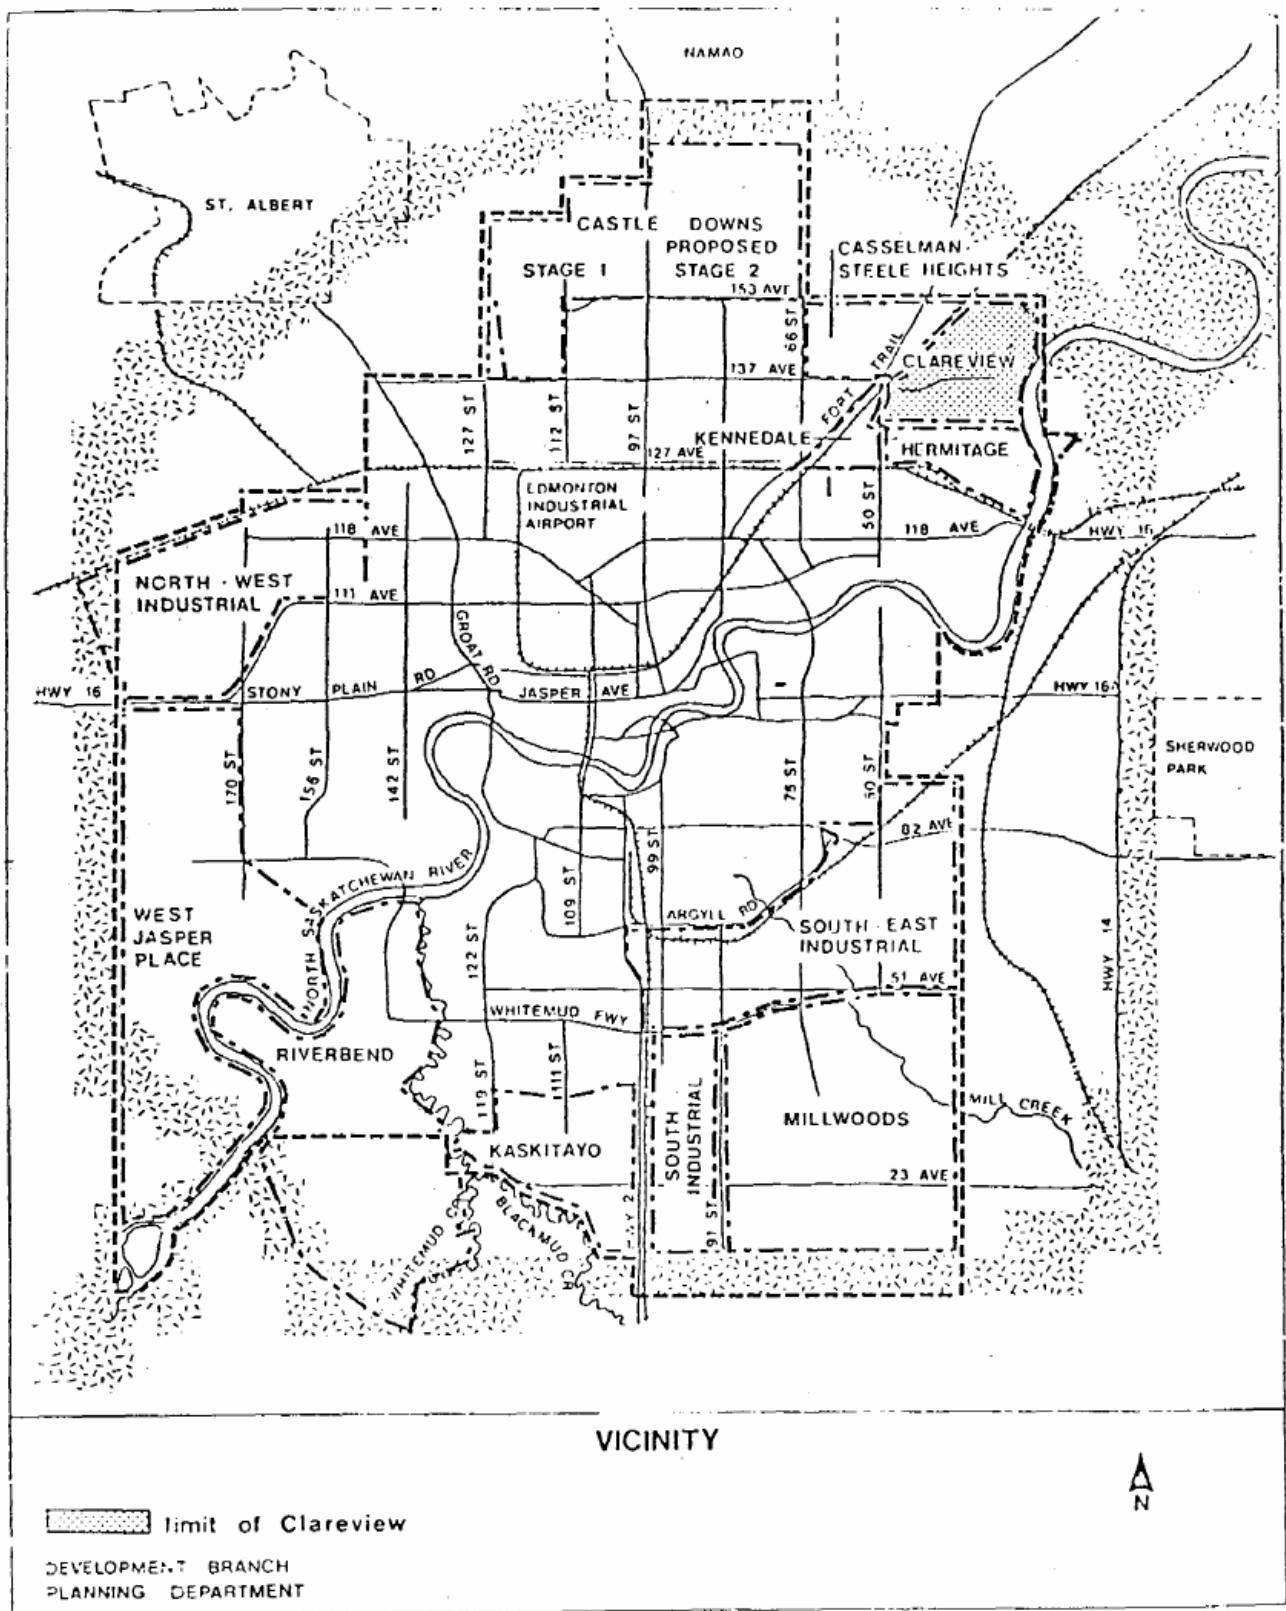 NAMAO
ST. ALBERT
CASTLE DOWNS
PROPOSED
STAGE 1
STAGE 2
CASSELMAN
STEELE HEIGHTS
153 AVE
66 ST
TRAIL
CLAREVIEW
137 AVE
FORT
127 ST
112 ST
97 ST
KENNEDALE
127 AVE
HERMITAGE
EDMONTON
INDUSTRIAL
AIRPORT
50 ST
118 AVE
118 AVE
HWY 16
NORTH - WEST
INDUSTRIAL
111 AVE
GROAT RD
HWY 16
STONY PLAIN RD
JASPER AVE
HWY 16
SHERWOOD
PARK
170 ST
156 ST
142 ST
75 ST
50 ST
82 AVE
99 ST
NORTH SASKATCHEWAN RIVER
109 ST
WEST
JASPER
PLACE
ARGYLL RD
SOUTH - EAST
INDUSTRIAL
122 ST
51 AVE
HWY 14
WHITEMUD FWY
RIVERBEND
119 ST
111 ST
SOUTH
INDUSTRIAL
MILLWOODS
MILL CREEK
KASKITAYO
23 AVE
91 ST
2
WHITEMUD
BLACKMUD CR
VICINITY
N
limit of Clareview
DEVELOPMENT BRANCH
PLANNING DEPARTMENT